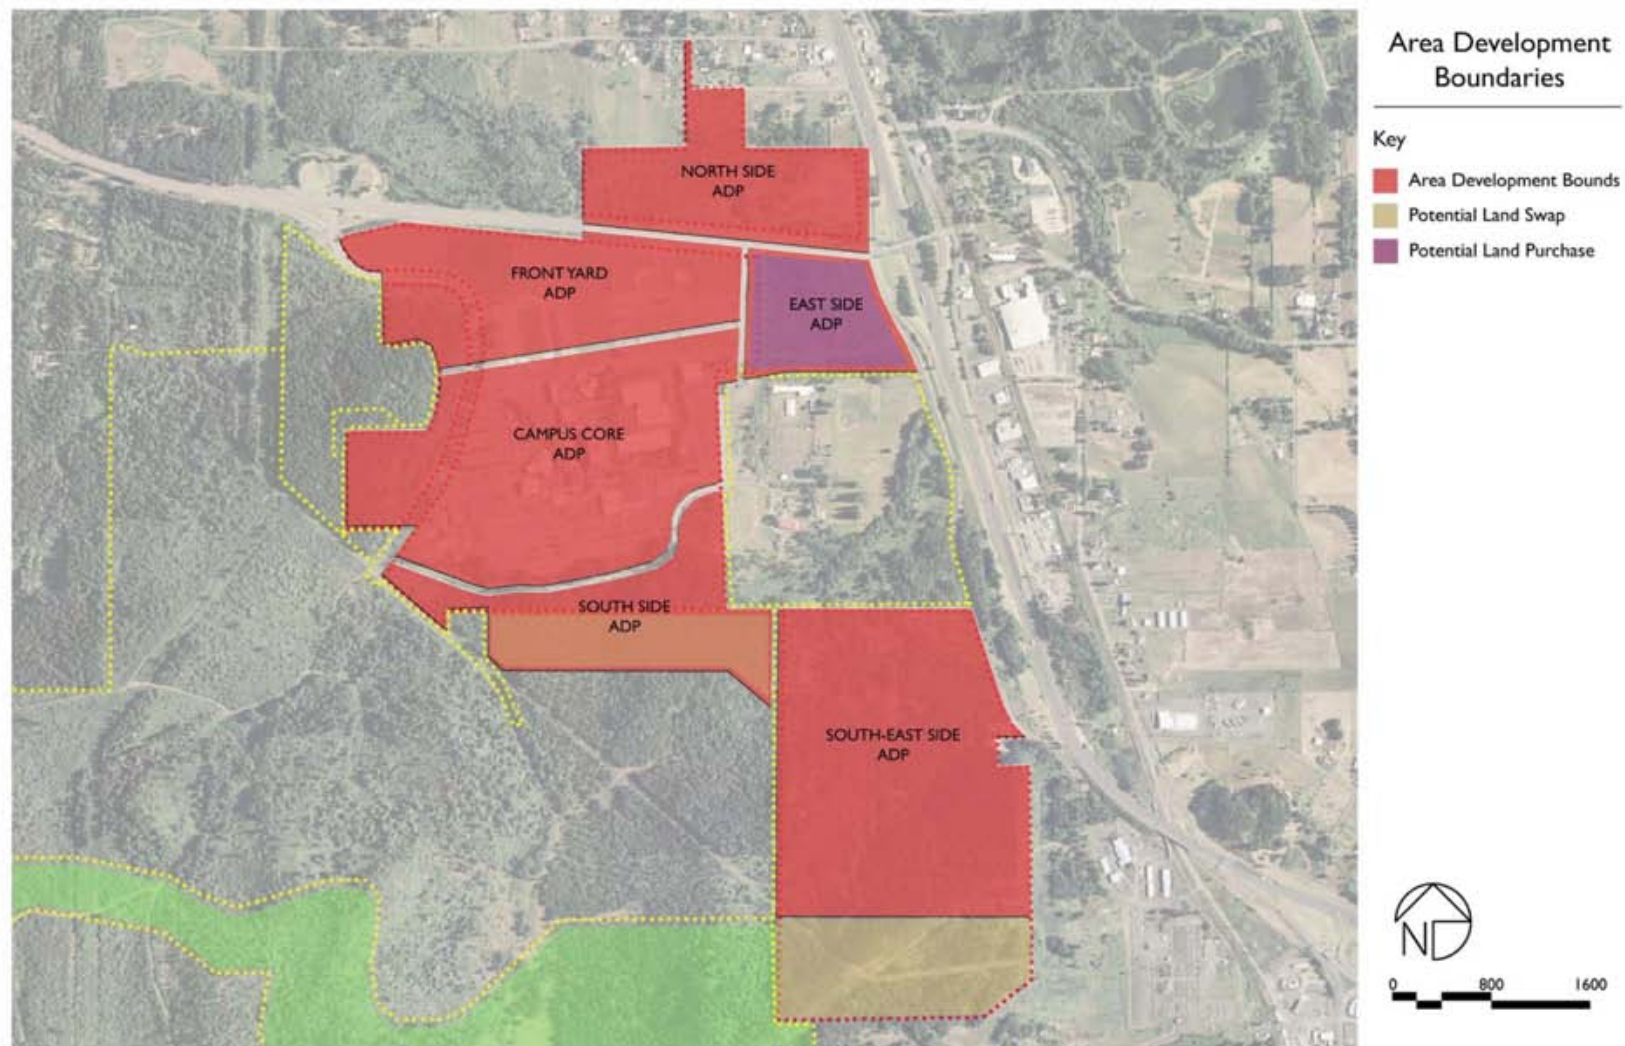 Area Development
Boundaries
Key
Area Development Bounds
Potential Land Swap
Potential Land Purchase
NORTH SIDE
ADP
FRONT YARD
ADP
EAST SIDE
ADP
CAMPUS CORE
ADP
SOUTH SIDE
ADP
SOUTH-EAST SIDE
ADP
N
0 800 1600